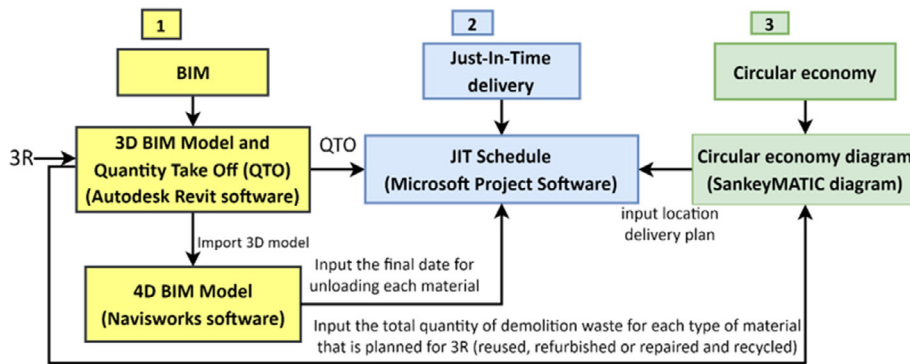 1
BIM
3R
3D BIM Model and
Quantity Take Off (QTO)
(Autodesk Revit software)
QTO
Import 3D model
4D BIM Model
(Navisworks software)
2
Just-In-Time
delivery
JIT Schedule
(Microsoft Project Software)
Input the final date for
unloading each material
3
Circular economy
Circular economy diagram
(SankeyMATIC diagram)
input location
delivery plan
Input the total quantity of demolition waste for each type of material
that is planned for 3R (reused, refurbished or repaired and recycled)